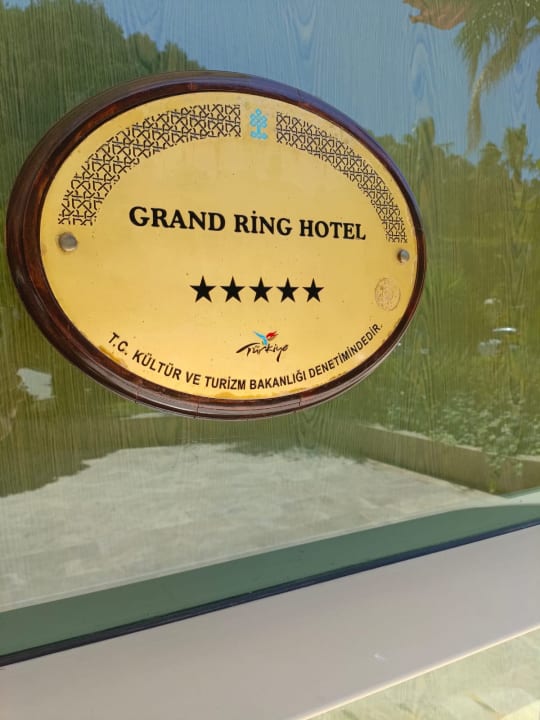 GRAND RİNG HOTEL
★★★★★
Türkiye
T.C. KÜLTÜR VE TURİZM BAKANLIĞI DENETİMİNDEDİR.